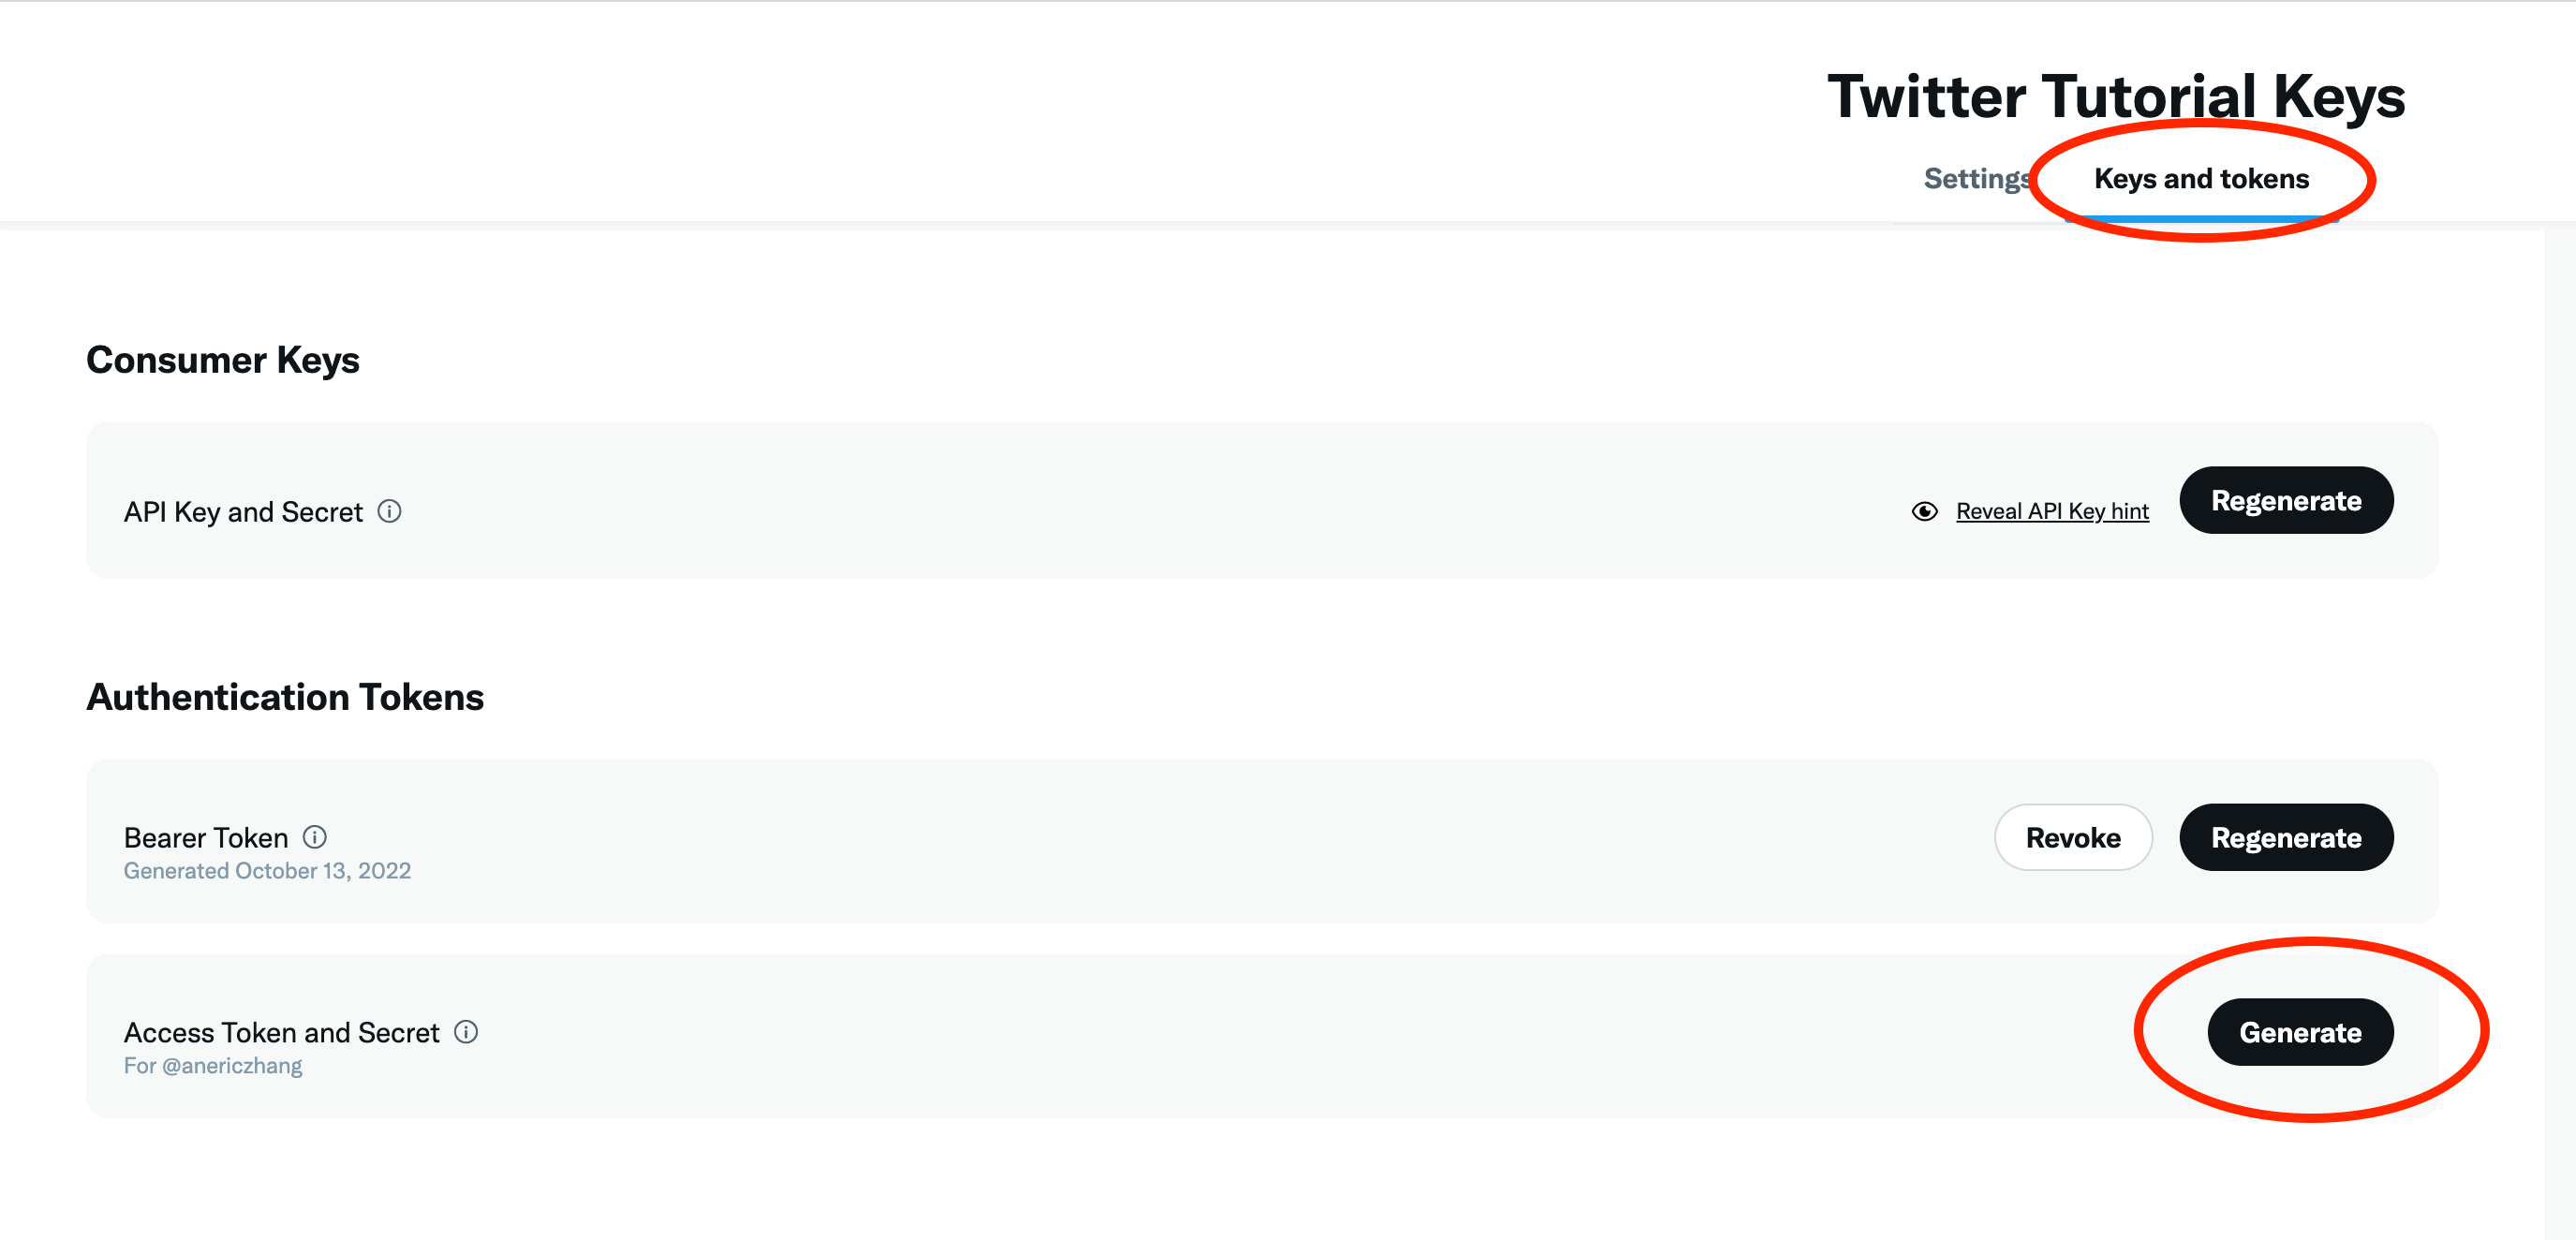 Twitter Tutorial Keys
Settings
Keys and tokens
Consumer Keys
API Key and Secret
Reveal API Key hint
Regenerate
Authentication Tokens
Bearer Token
Generated October 13, 2022
Revoke
Regenerate
Access Token and Secret
For @anericzhang
Generate